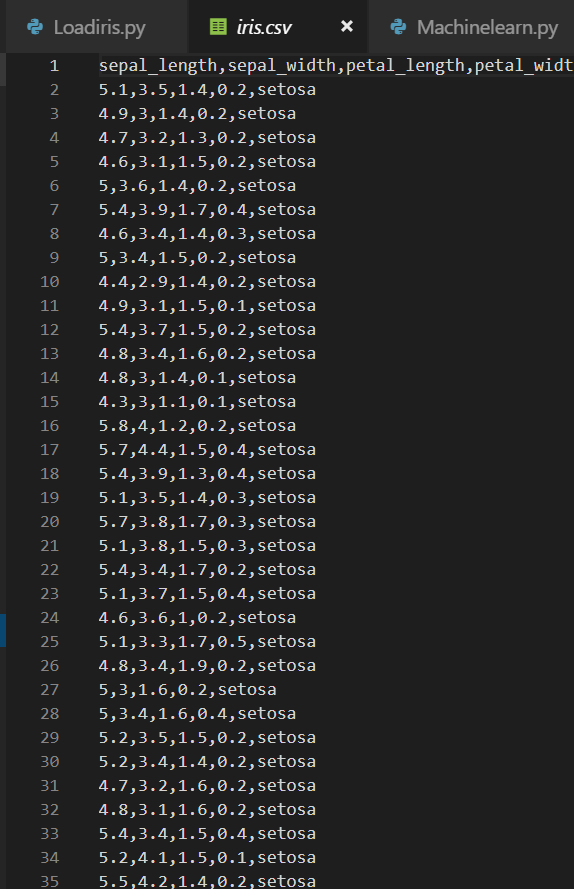 Loadiris.py iris.csv × Machinelearn.py
1 sepal_length,sepal_width,petal_length,petal_widt
2 5.1,3.5,1.4,0.2,setosa
3 4.9,3,1.4,0.2,setosa
4 4.7,3.2,1.3,0.2,setosa
5 4.6,3.1,1.5,0.2,setosa
6 5,3.6,1.4,0.2,setosa
7 5.4,3.9,1.7,0.4,setosa
8 4.6,3.4,1.4,0.3,setosa
9 5,3.4,1.5,0.2,setosa
10 4.4,2.9,1.4,0.2,setosa
11 4.9,3.1,1.5,0.1,setosa
12 5.4,3.7,1.5,0.2,setosa
13 4.8,3.4,1.6,0.2,setosa
14 4.8,3,1.4,0.1,setosa
15 4.3,3,1.1,0.1,setosa
16 5.8,4,1.2,0.2,setosa
17 5.7,4.4,1.5,0.4,setosa
18 5.4,3.9,1.3,0.4,setosa
19 5.1,3.5,1.4,0.3,setosa
20 5.7,3.8,1.7,0.3,setosa
21 5.1,3.8,1.5,0.3,setosa
22 5.4,3.4,1.7,0.2,setosa
23 5.1,3.7,1.5,0.4,setosa
24 4.6,3.6,1,0.2,setosa
25 5.1,3.3,1.7,0.5,setosa
26 4.8,3.4,1.9,0.2,setosa
27 5,3,1.6,0.2,setosa
28 5,3.4,1.6,0.4,setosa
29 5.2,3.5,1.5,0.2,setosa
30 5.2,3.4,1.4,0.2,setosa
31 4.7,3.2,1.6,0.2,setosa
32 4.8,3.1,1.6,0.2,setosa
33 5.4,3.4,1.5,0.4,setosa
34 5.2,4.1,1.5,0.1,setosa
35 5.5,4.2,1.4,0.2,setosa